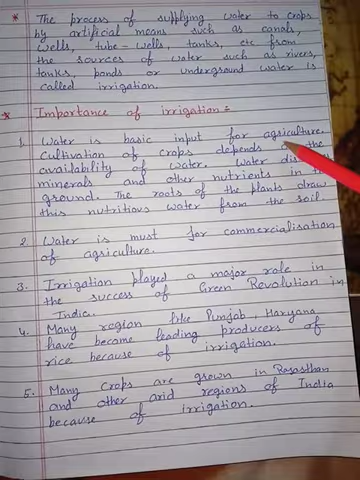 * The process of supplying water to crops
by artificial means such as canals,
wells, tube-wells, tanks, etc from
the sources of water such as rivers,
tanks, ponds or underground water is
called irrigation.
* Importance of irrigation:-
1. Water is basic input for agriculture.
Cultivation of crops depends the
availability of water. Water
minerals and other nutrients in
ground. The roots of the plants draw
this nutritious water from the soil.
2. Water is must for commercialisation
of agriculture.
3. Irrigation played a major role in
the success of Green Revolution in
India.
4. Many region like Punjab, Haryana
have became leading producers of
rice because of irrigation.
5. Many crops are grown in Rajasthan
and other arid regions of India
because of irrigation.